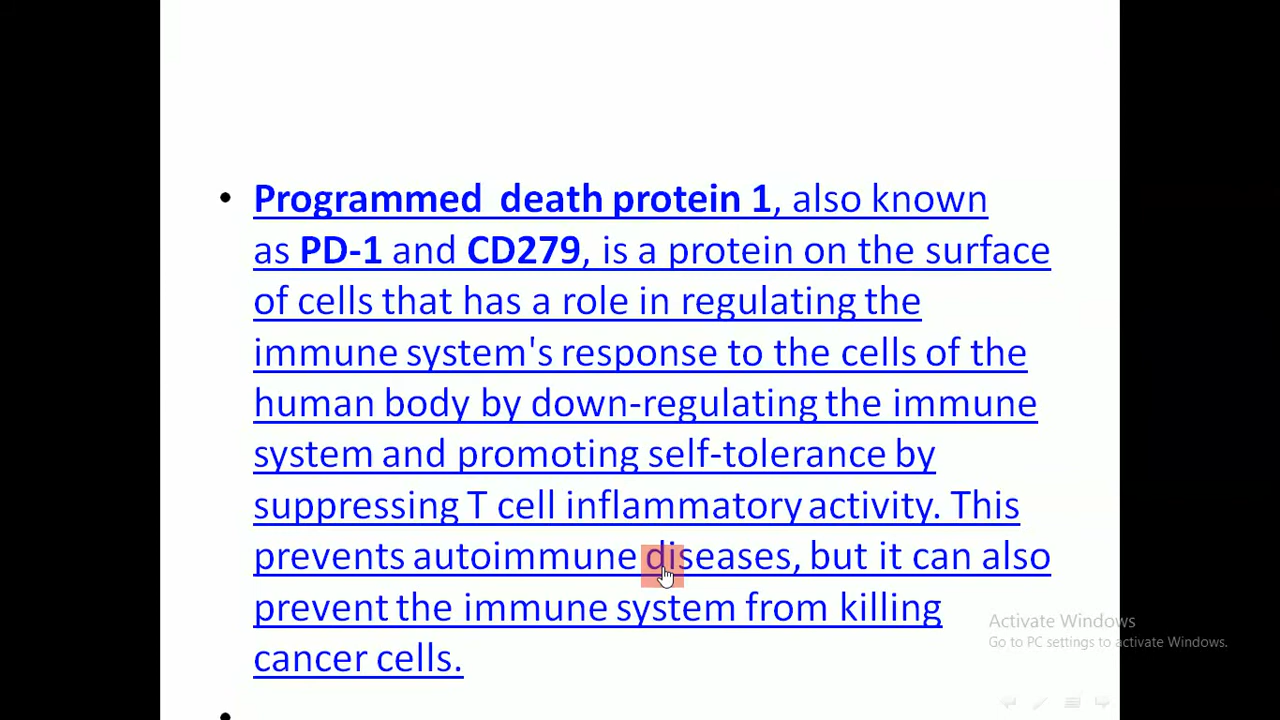 • Programmed death protein 1, also known
as PD-1 and CD279, is a protein on the surface
of cells that has a role in regulating the
immune system's response to the cells of the
human body by down-regulating the immune
system and promoting self-tolerance by
suppressing T cell inflammatory activity. This
prevents autoimmune diseases, but it can also
prevent the immune system from killing
cancer cells.
Activate Windows
Go to PC settings to activate Windows.